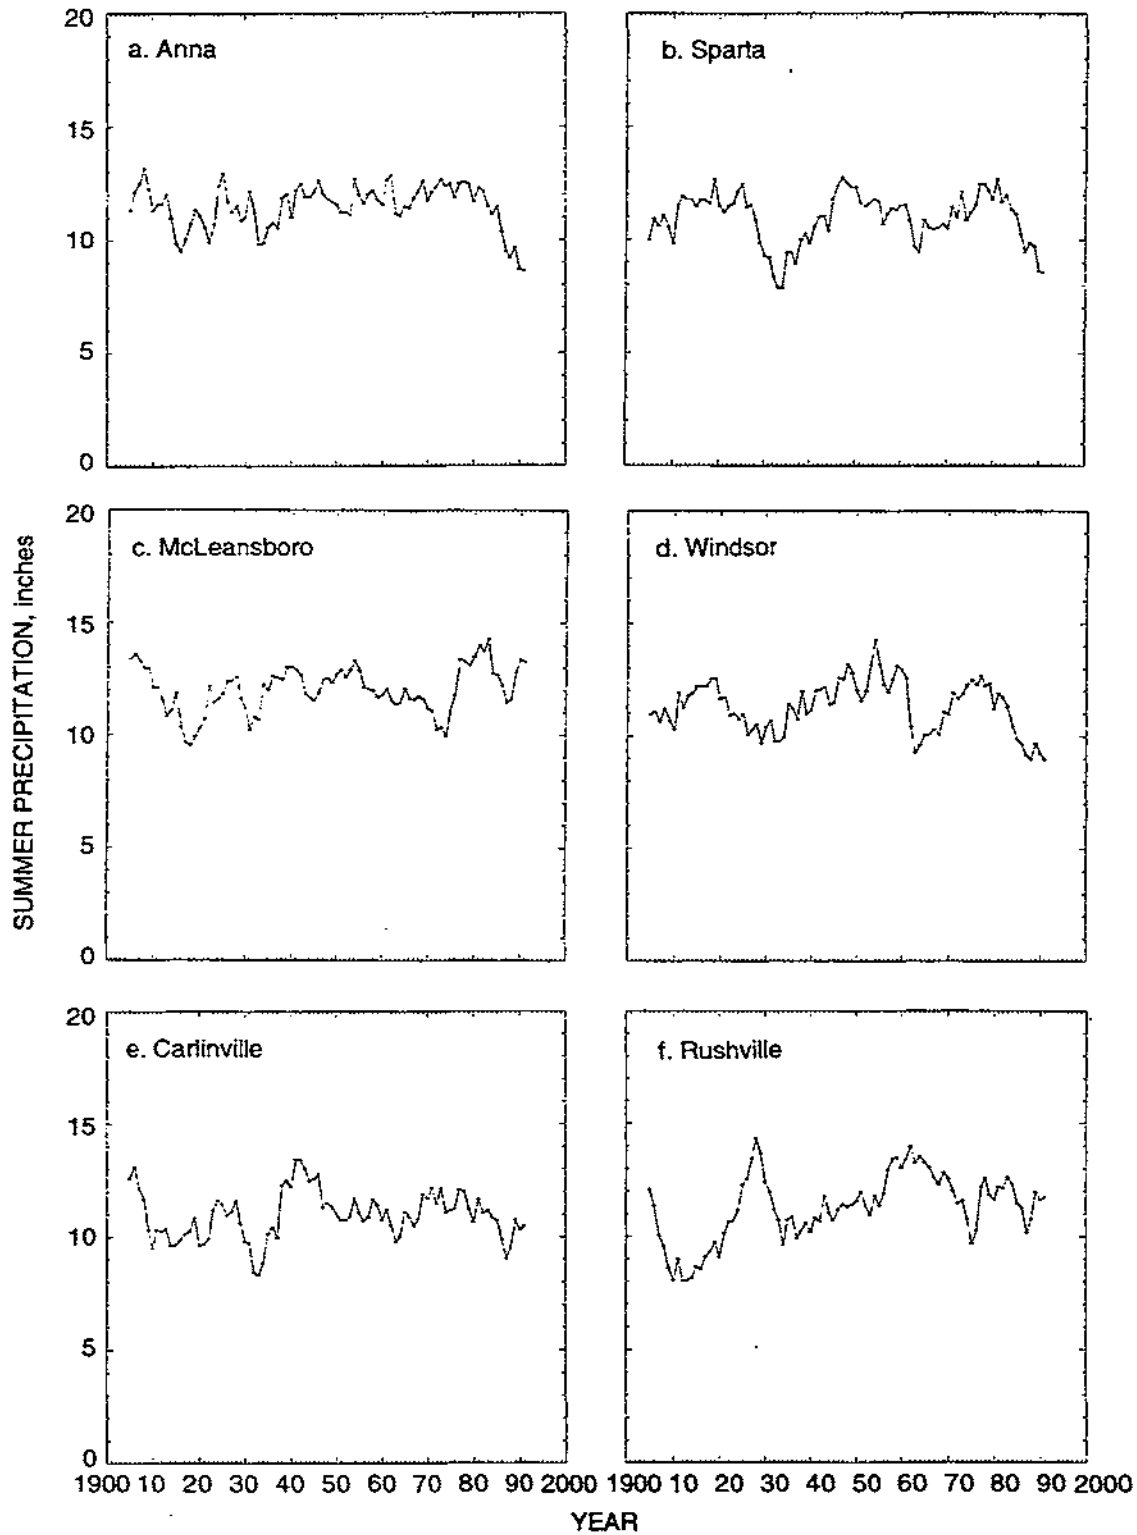 20
15
10
5
0
a. Anna
b. Sparta
SUMMER PRECIPITATION, inches
20
15
10
5
0
c. McLeansboro
d. Windsor
20
15
10
5
0
e. Carlinville
f. Rushville
1900 10 20 30 40 50 60 70 80 90 2000 1900 10 20 30 40 50 60 70 80 90 2000
YEAR